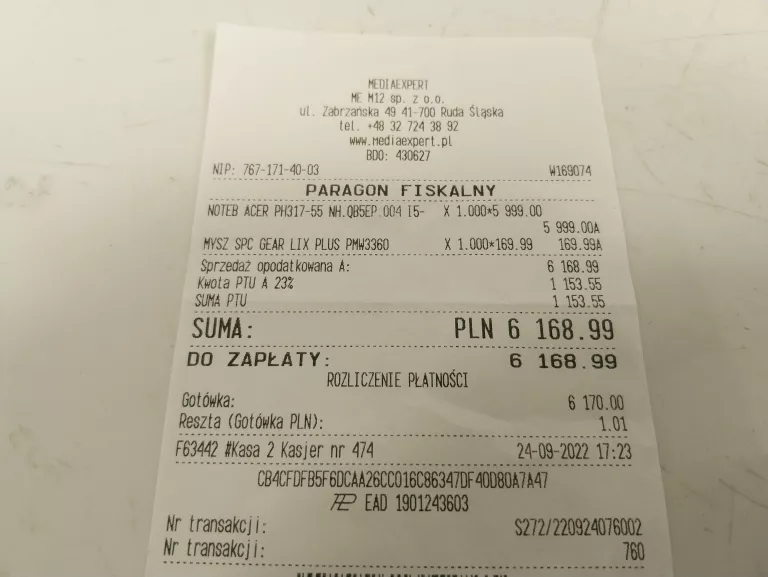 MEDIAEXPERT
ME M12 sp. z o.o.
ul. Zabrzańska 49 41-700 Ruda Śląska
tel. +48 32 724 38 92
www.mediaexpert.pl
BDO: 430627
NIP: 767-171-40-03 W169074
PARAGON FISKALNY
NOTEB ACER PH317-55 NH.QB5EP.004 I5- X 1.000*5 999.00
5 999.00A
MYSZ SPC GEAR LIX PLUS PMW3360 X 1.000*169.99 169.99A
Sprzedaż opodatkowana A: 6 168.99
Kwota PTU A 23% 1 153.55
SUMA PTU 1 153.55
SUMA: PLN 6 168.99
DO ZAPŁATY: 6 168.99
ROZLICZENIE PŁATNOŚCI
Gotówka: 6 170.00
Reszta (Gotówka PLN): 1.01
F63442 #Kasa 2 Kasjer nr 474 24-09-2022 17:23
CB4CFDFB5F6DCAA26CC016C86347DF40D80A7A47
EAD 1901243603
Nr transakcji: S272/220924076002
Nr transakcji: 760